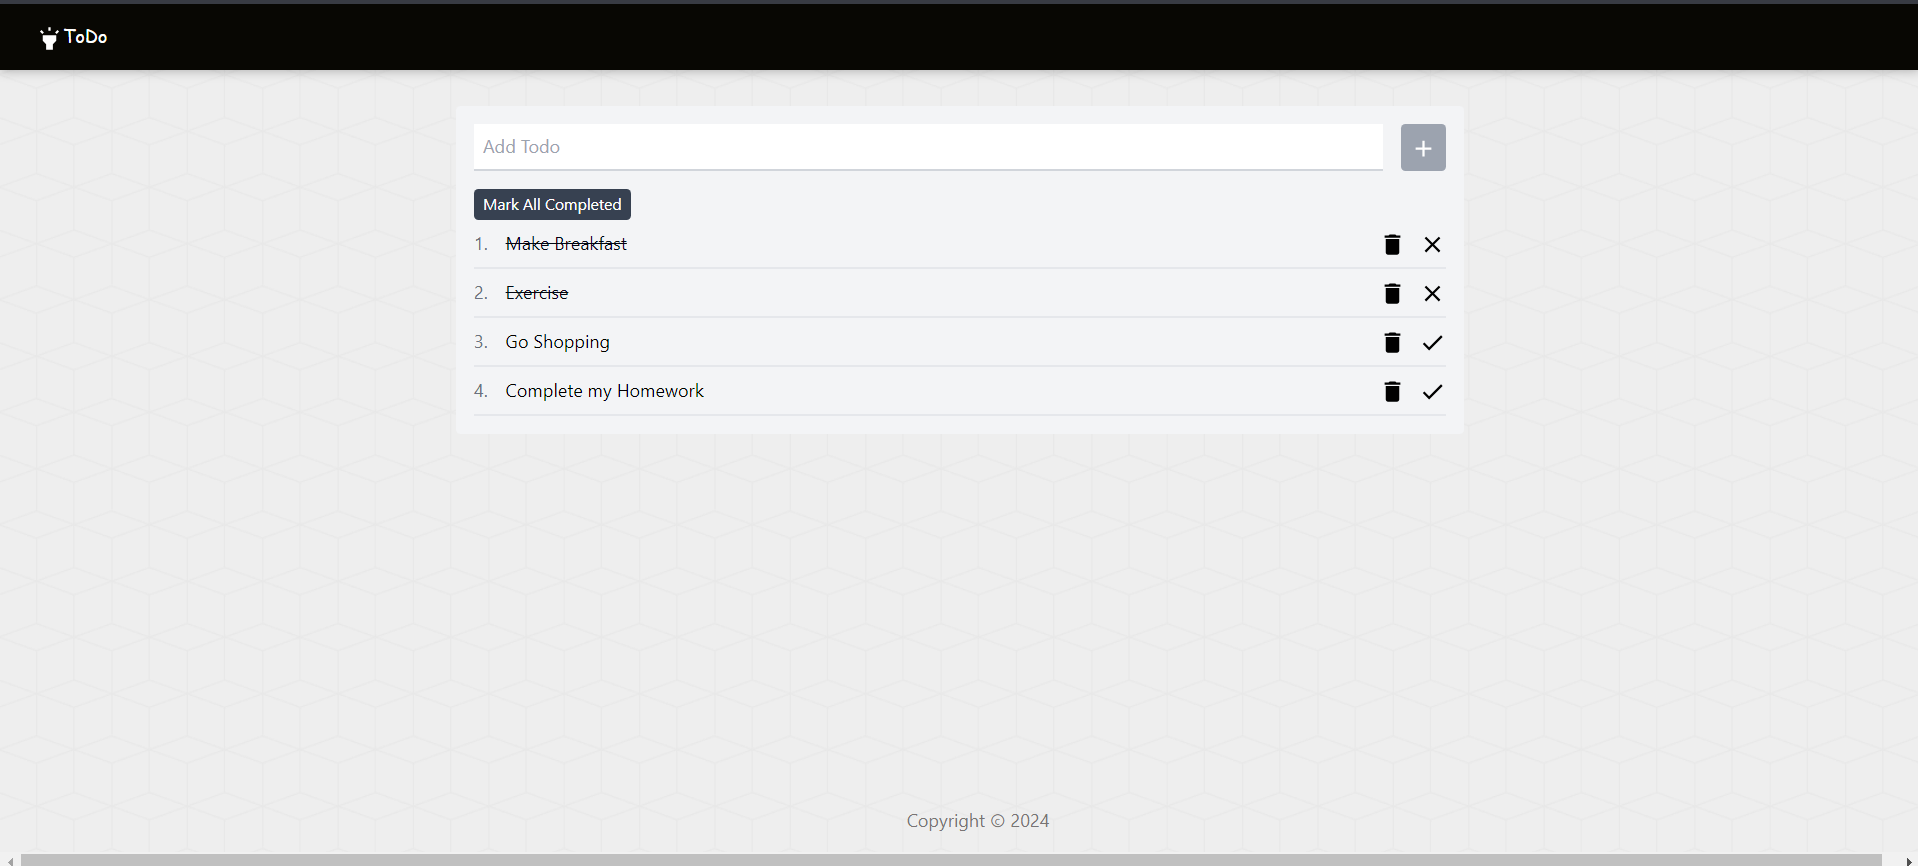 ToDo
Add Todo
Mark All Completed
1. Make Breakfast
2. Exercise
3. Go Shopping
4. Complete my Homework
Copyright © 2024